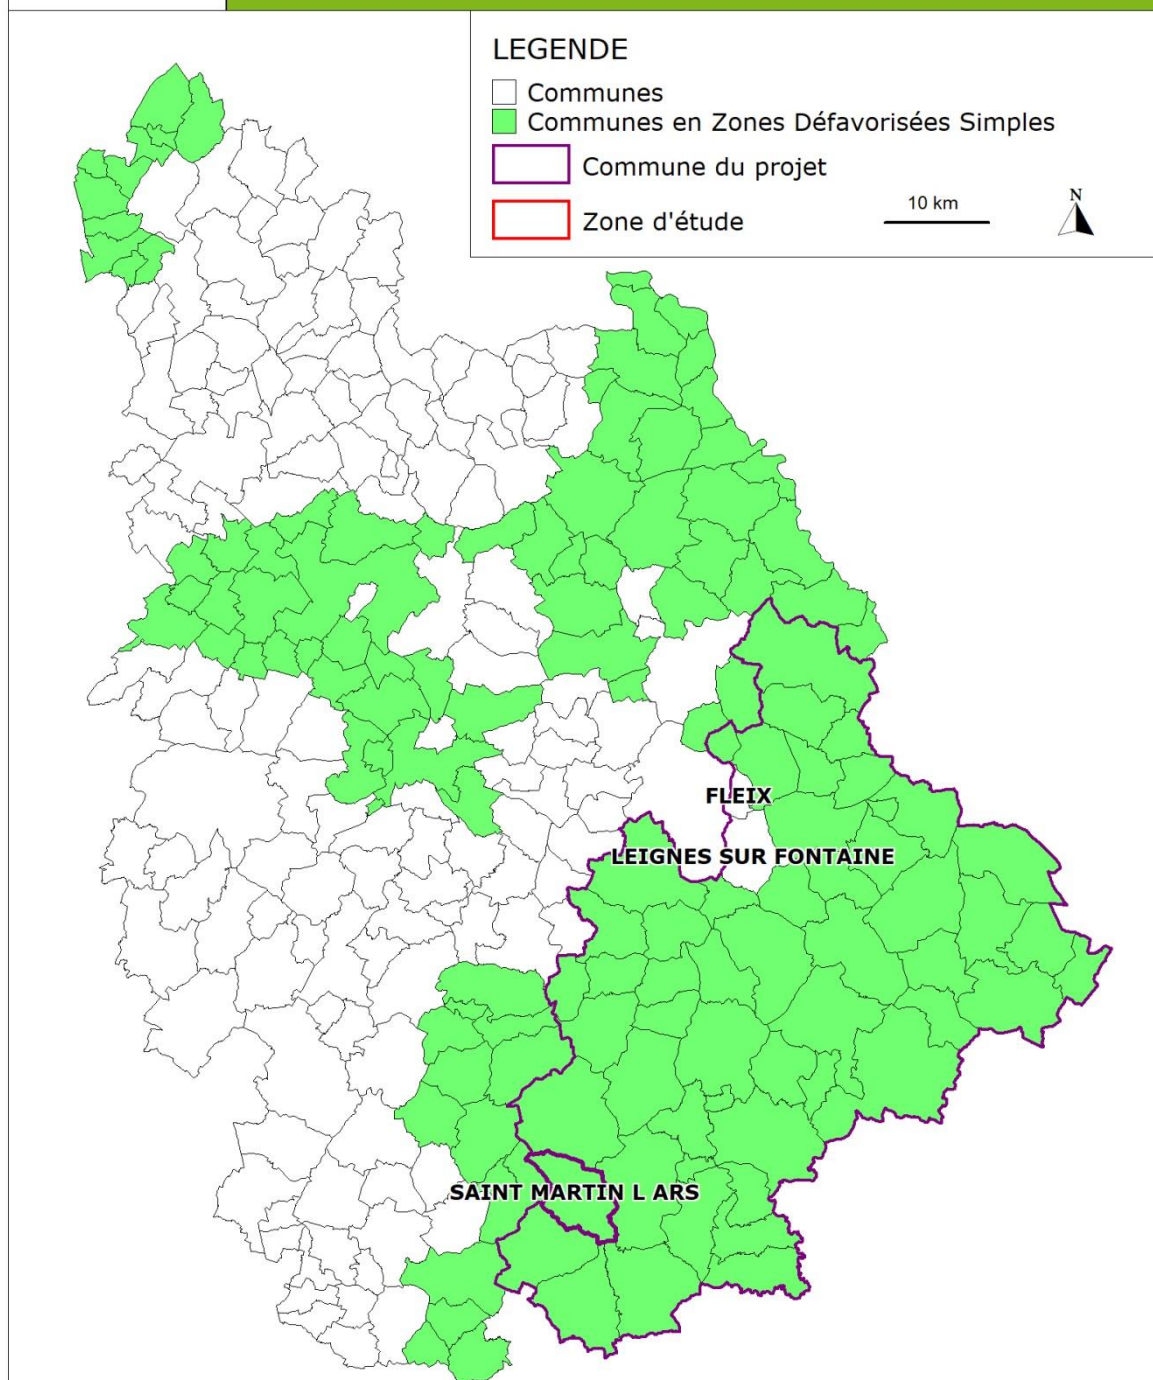 LEGENDE
Communes
Communes en Zones Défavorisées Simples
Commune du projet
Zone d'étude
10 km
N
FLEIX
LEIGNES SUR FONTAINE
SAINT MARTIN L ARS